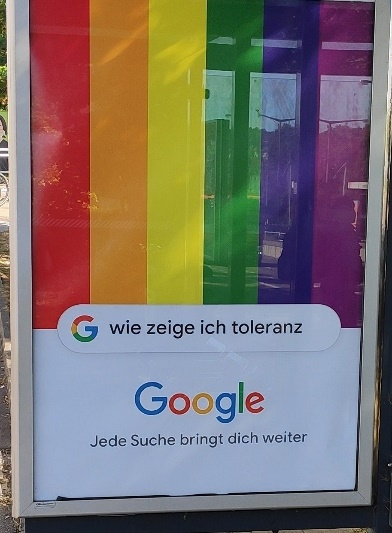 G wie zeige ich toleranz
Google
Jede Suche bringt dich weiter